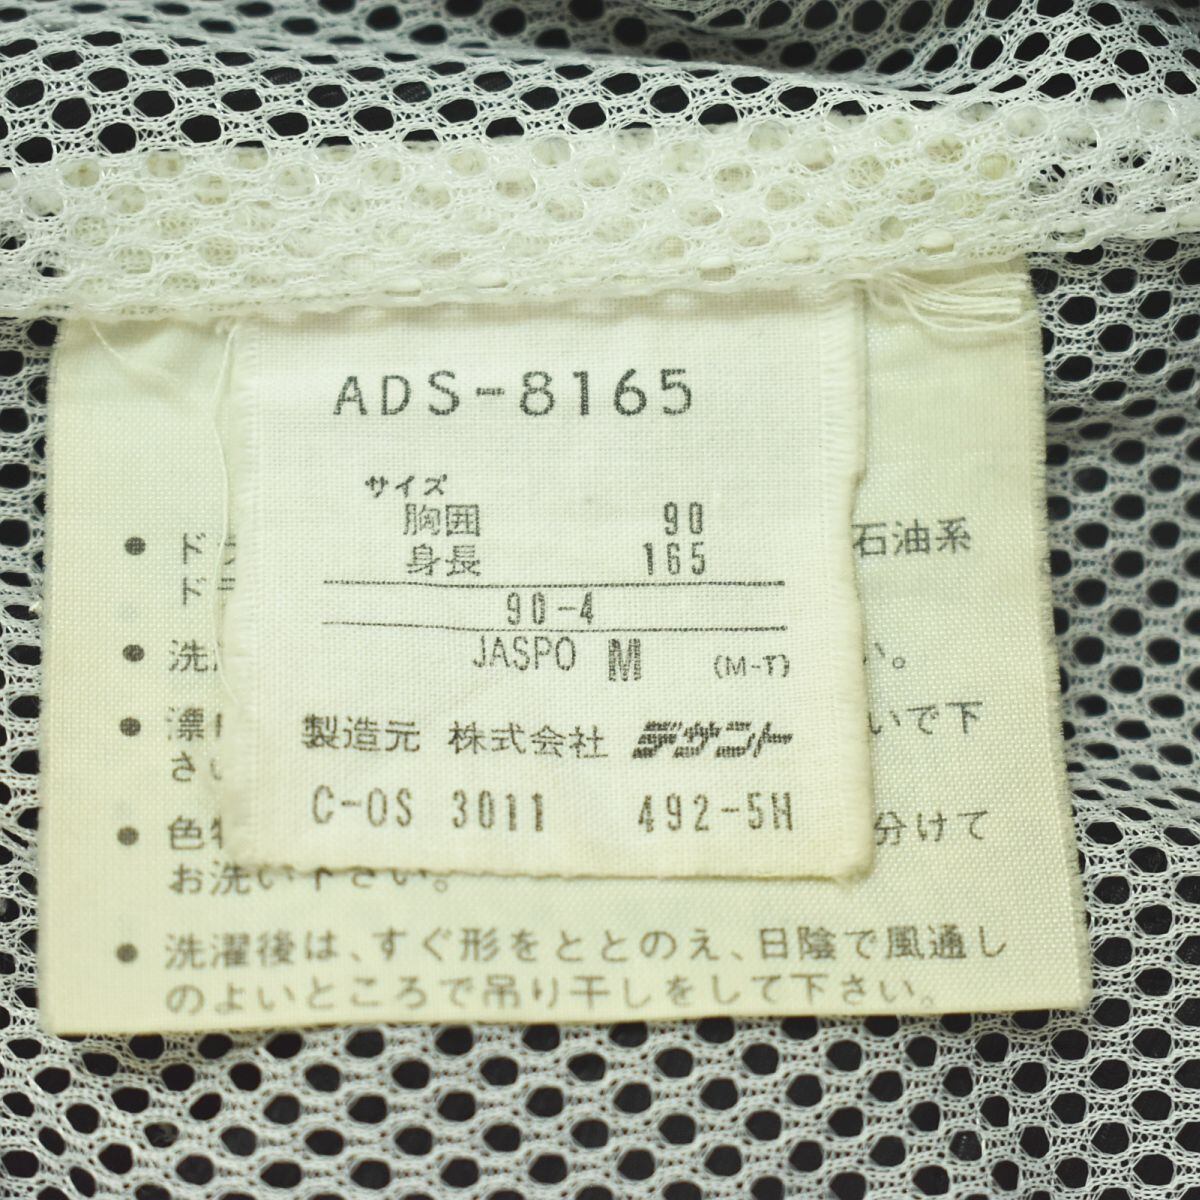 ADS-8165
サイズ
胸囲 90
身長 165
90-4
JASPO M (M-T)
製造元 株式会社 デサント
C-OS 3011 492-5H
石油系
い。
いで下
さい
分けて
お洗い下さい。
● 洗濯後は、すぐ形をととのえ、日陰で風通し
のよいところで吊り干しをして下さい。